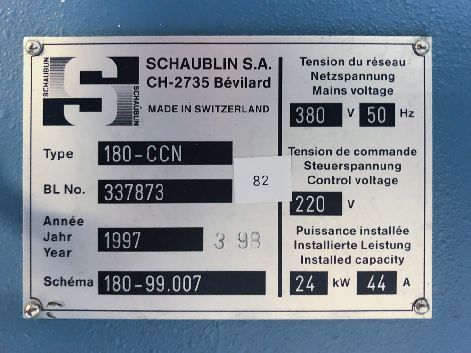 SCHAUBLIN
S
SCHAUBLIN
SCHAUBLIN S.A.
CH-2735 Bévilard
MADE IN SWITZERLAND
Type 180-CCN
BL No. 337873
82
Année
Jahr
Year
1997 3 98
Schéma 180-99.007
Tension du réseau
Netzspannung
Mains voltage
380 V 50 Hz
Tension de commande
Steuerspannung
Control voltage
220 V
Puissance installée
Installierte Leistung
Installed capacity
24 kW 44 A